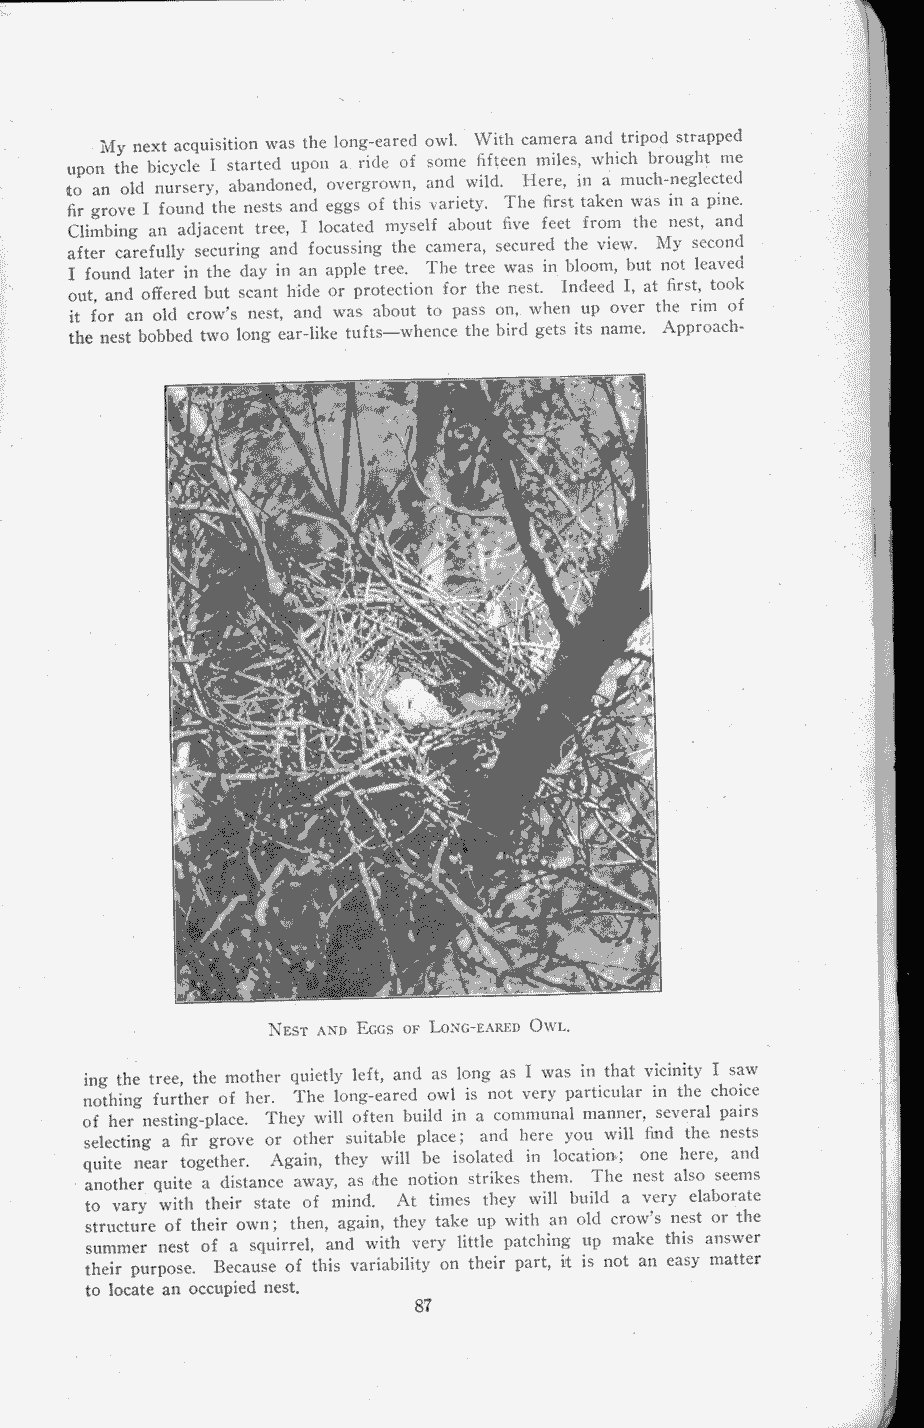 My next acquisition was the long-eared owl. With camera and tripod strapped
upon the bicycle I started upon a ride of some fifteen miles, which brought me
to an old nursery, abandoned, overgrown, and wild. Here, in a much-neglected
fir grove I found the nests and eggs of this variety. The first taken was in a pine.
Climbing an adjacent tree, I located myself about five feet from the nest, and
after carefully securing and focussing the camera, secured the view. My second
I found later in the day in an apple tree. The tree was in bloom, but not leaved
out, and offered but scant hide or protection for the nest. Indeed I, at first, took
it for an old crow's nest, and was about to pass on, when up over the rim of
the nest bobbed two long ear-like tufts—whence the bird gets its name. Approach-
NEST AND EGGS OF LONG-EARED OWL.
ing the tree, the mother quietly left, and as long as I was in that vicinity I saw
nothing further of her. The long-eared owl is not very particular in the choice
of her nesting-place. They will often build in a communal manner, several pairs
selecting a fir grove or other suitable place; and here you will find the nests
quite near together. Again, they will be isolated in location; one here, and
another quite a distance away, as the notion strikes them. The nest also seems
to vary with their state of mind. At times they will build a very elaborate
structure of their own; then, again, they take up with an old crow's nest or the
summer nest of a squirrel, and with very little patching up make this answer
their purpose. Because of this variability on their part, it is not an easy matter
to locate an occupied nest.
87